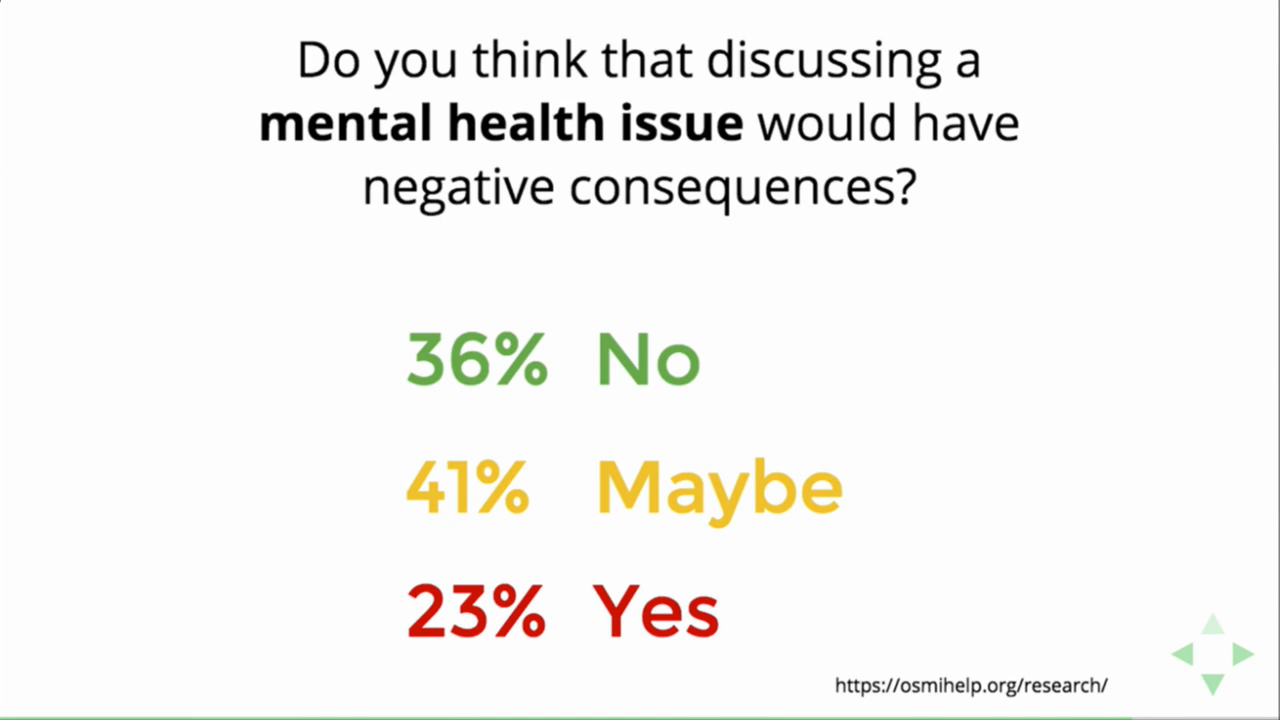 Do you think that discussing a
mental health issue would have
negative consequences?
36% No
41% Maybe
23% Yes
https://osmihelp.org/research/